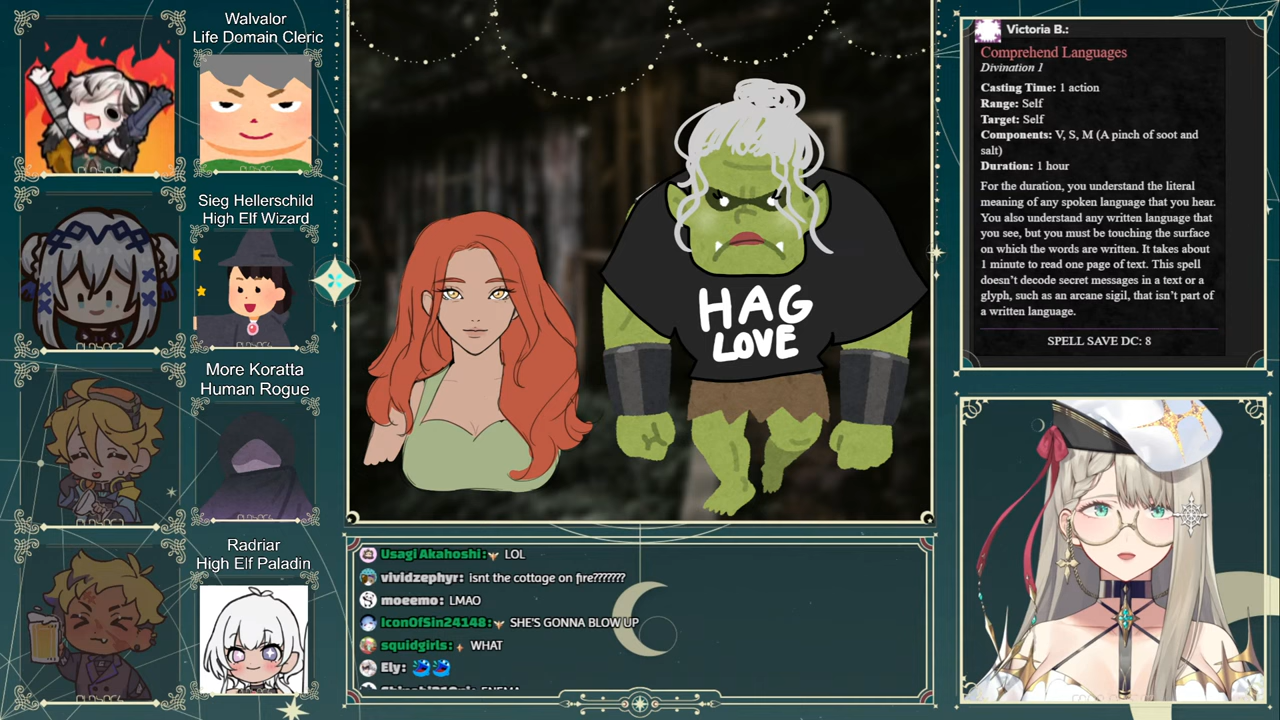 Walvalor
Life Domain Cleric
Sieg Hellerschild
High Elf Wizard
More Koratta
Human Rogue
Radriar
High Elf Paladin
HAG
LOVE
Usagi Akahoshi: LOL
vividzephyr: isnt the cottage on fire???????
moeemo: LMAO
IconOfSin24148: SHE'S GONNA BLOW UP
squidgirls: WHAT
Ely:
Victoria B.:
Comprehend Languages
Divination 1
Casting Time: 1 action
Range: Self
Target: Self
Components: V, S, M (A pinch of soot and
salt)
Duration: 1 hour
For the duration, you understand the literal
meaning of any spoken language that you hear.
You also understand any written language that
you see, but you must be touching the surface
on which the words are written. It takes about
1 minute to read one page of text. This spell
doesn't decode secret messages in a text or a
glyph, such as an arcane sigil, that isn't part of
a written language.
SPELL SAVE DC: 8